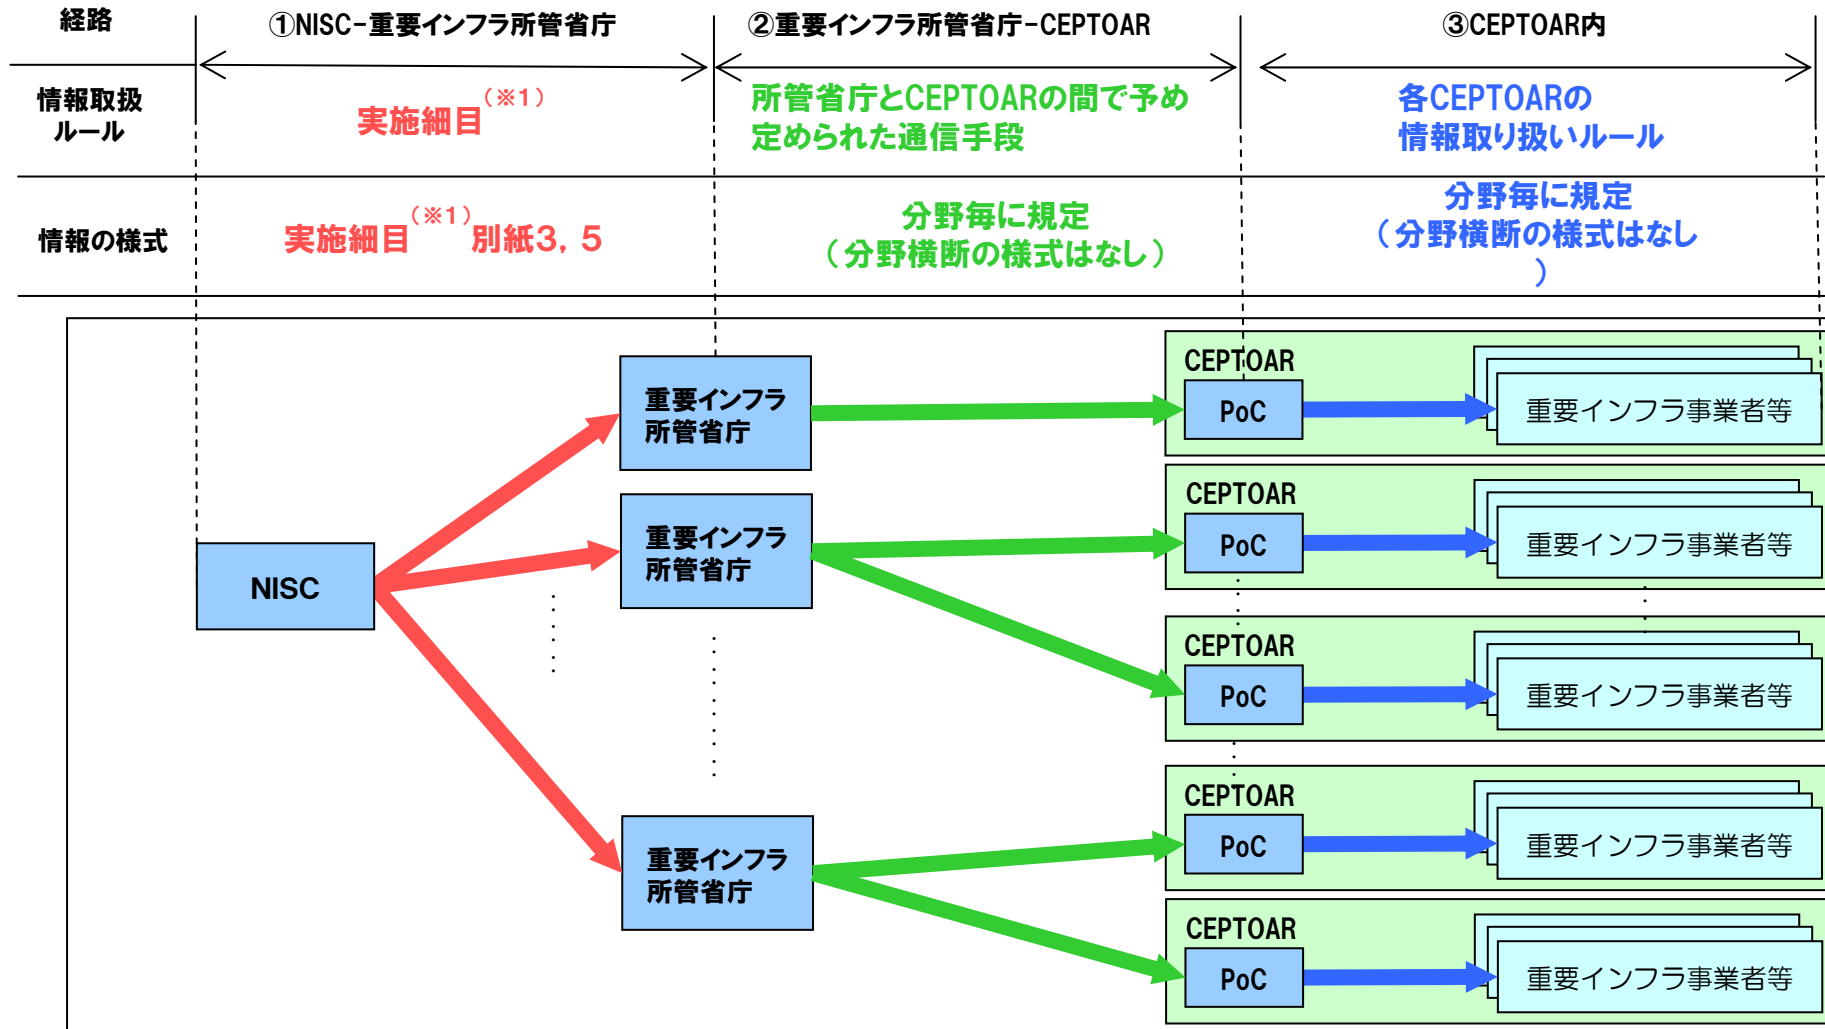 経路
①NISC-重要インフラ所管省庁
②重要インフラ所管省庁-CEPTOAR
③CEPTOAR内
情報取扱
ルール
実施細目(※1)
所管省庁とCEPTOARの間で予め
定められた通信手段
各CEPTOARの
情報取り扱いルール
情報の様式
実施細目(※1)別紙3，5
分野毎に規定
(分野横断の様式はなし)
分野毎に規定
(分野横断の様式はなし
)
NISC
重要インフラ
所管省庁
重要インフラ
所管省庁
重要インフラ
所管省庁
CEPTOAR
PoC
重要インフラ事業者等
CEPTOAR
PoC
重要インフラ事業者等
CEPTOAR
PoC
重要インフラ事業者等
CEPTOAR
PoC
重要インフラ事業者等
CEPTOAR
PoC
重要インフラ事業者等